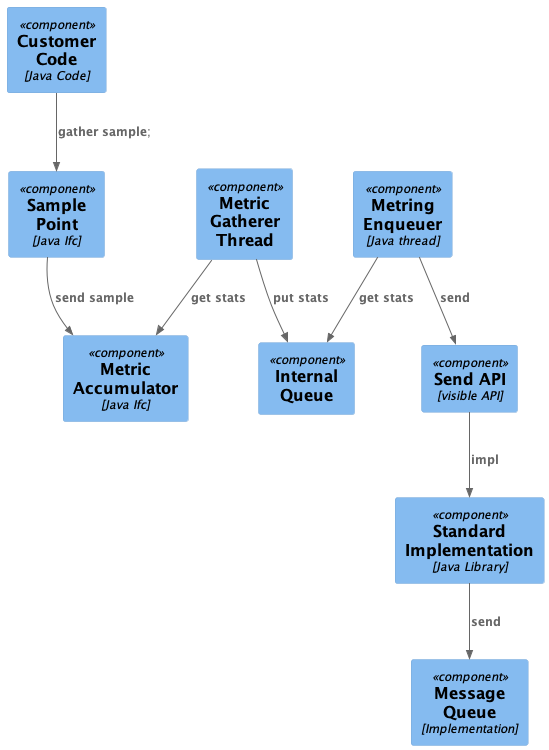 «component»
Customer
Code
[Java Code]
gather sample;
«component»
Sample
Point
[Java Ifc]
«component»
Metric
Gatherer
Thread
«component»
Metring
Enqueuer
[Java thread]
send sample
get stats
put stats
get stats
send
«component»
Metric
Accumulator
[Java Ifc]
«component»
Internal
Queue
«component»
Send API
[visible API]
impl
«component»
Standard
Implementation
[Java Library]
send
«component»
Message
Queue
[Implementation]